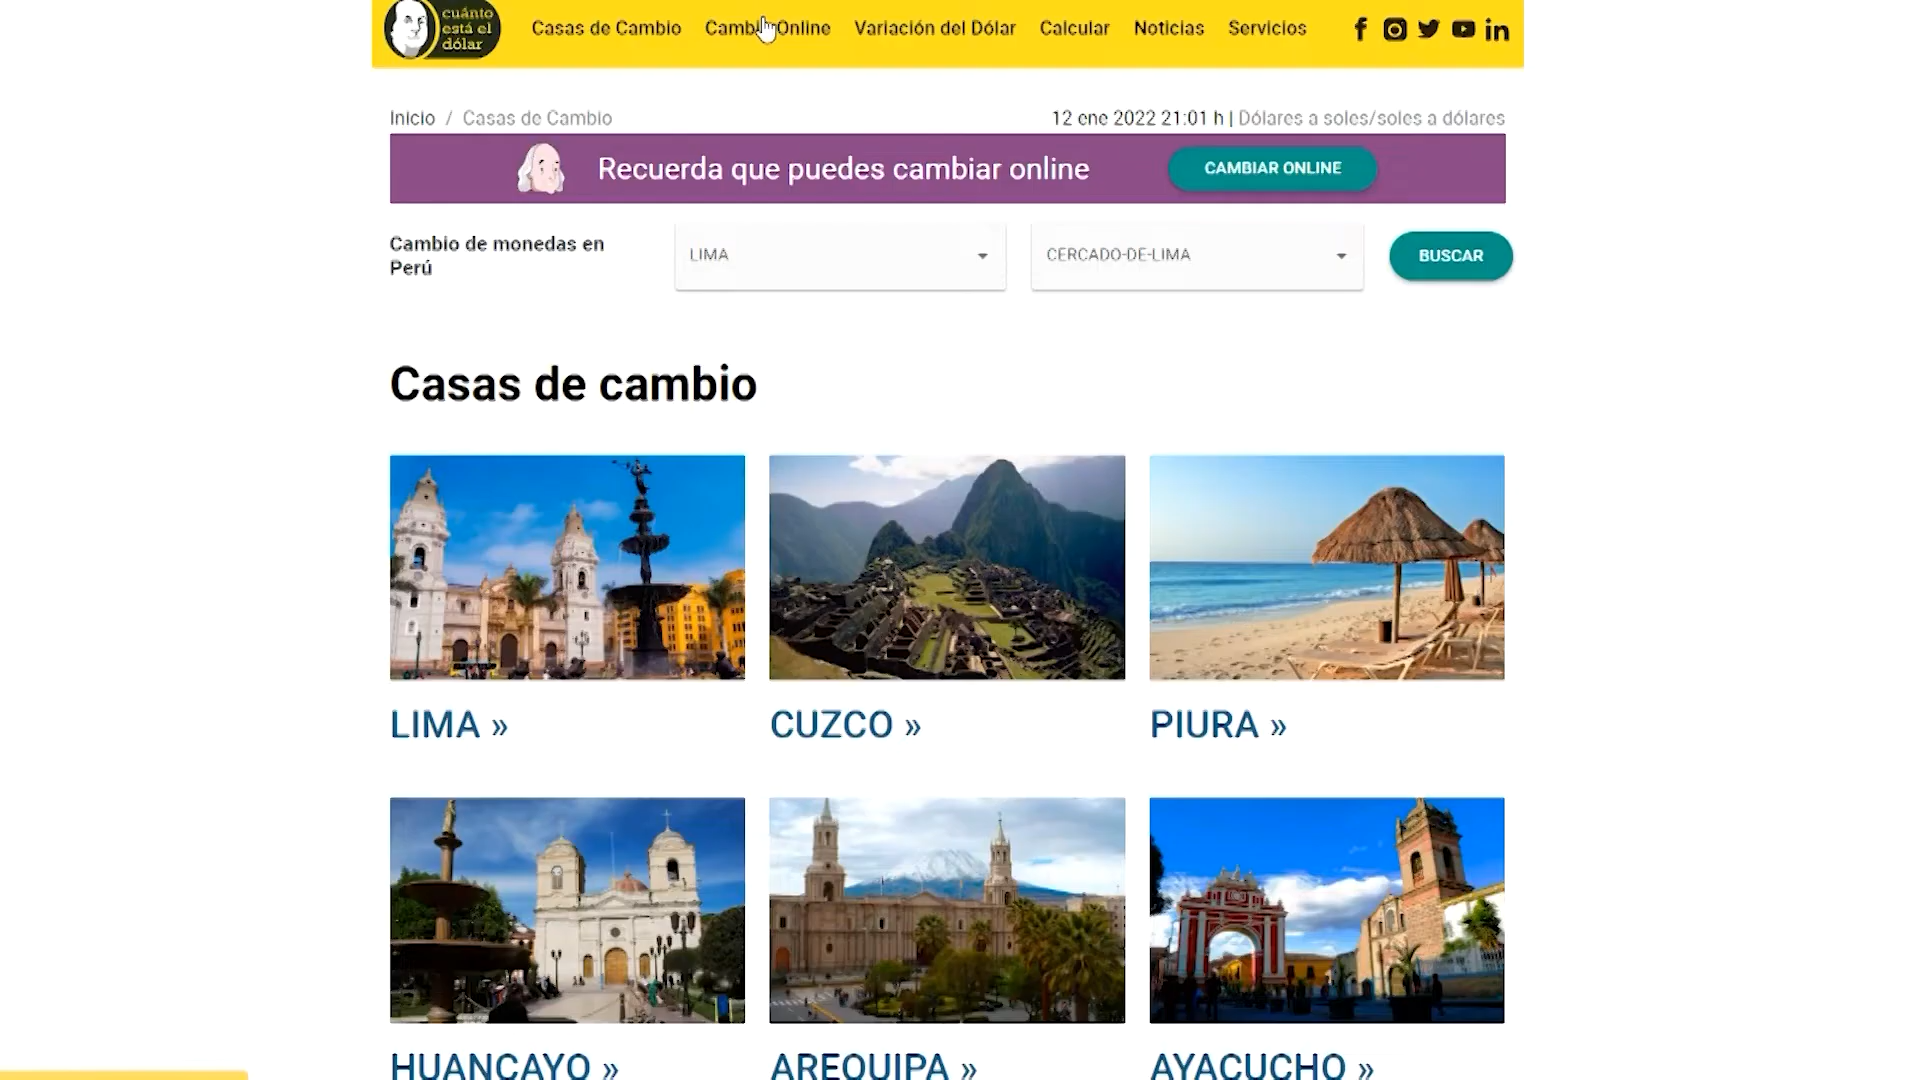 cuánto
está el
dólar
Casas de Cambio
Cambio Online
Variación del Dólar
Calcular
Noticias
Servicios
Inicio / Casas de Cambio
12 ene 2022 21:01 h | Dólares a soles/soles a dólares
Recuerda que puedes cambiar online
CAMBIAR ONLINE
Cambio de monedas en
Perú
LIMA
CERCADO-DE-LIMA
BUSCAR
Casas de cambio
LIMA »
CUZCO »
PIURA »
HUANCAYO »
AREQUIPA »
AYACUCHO »